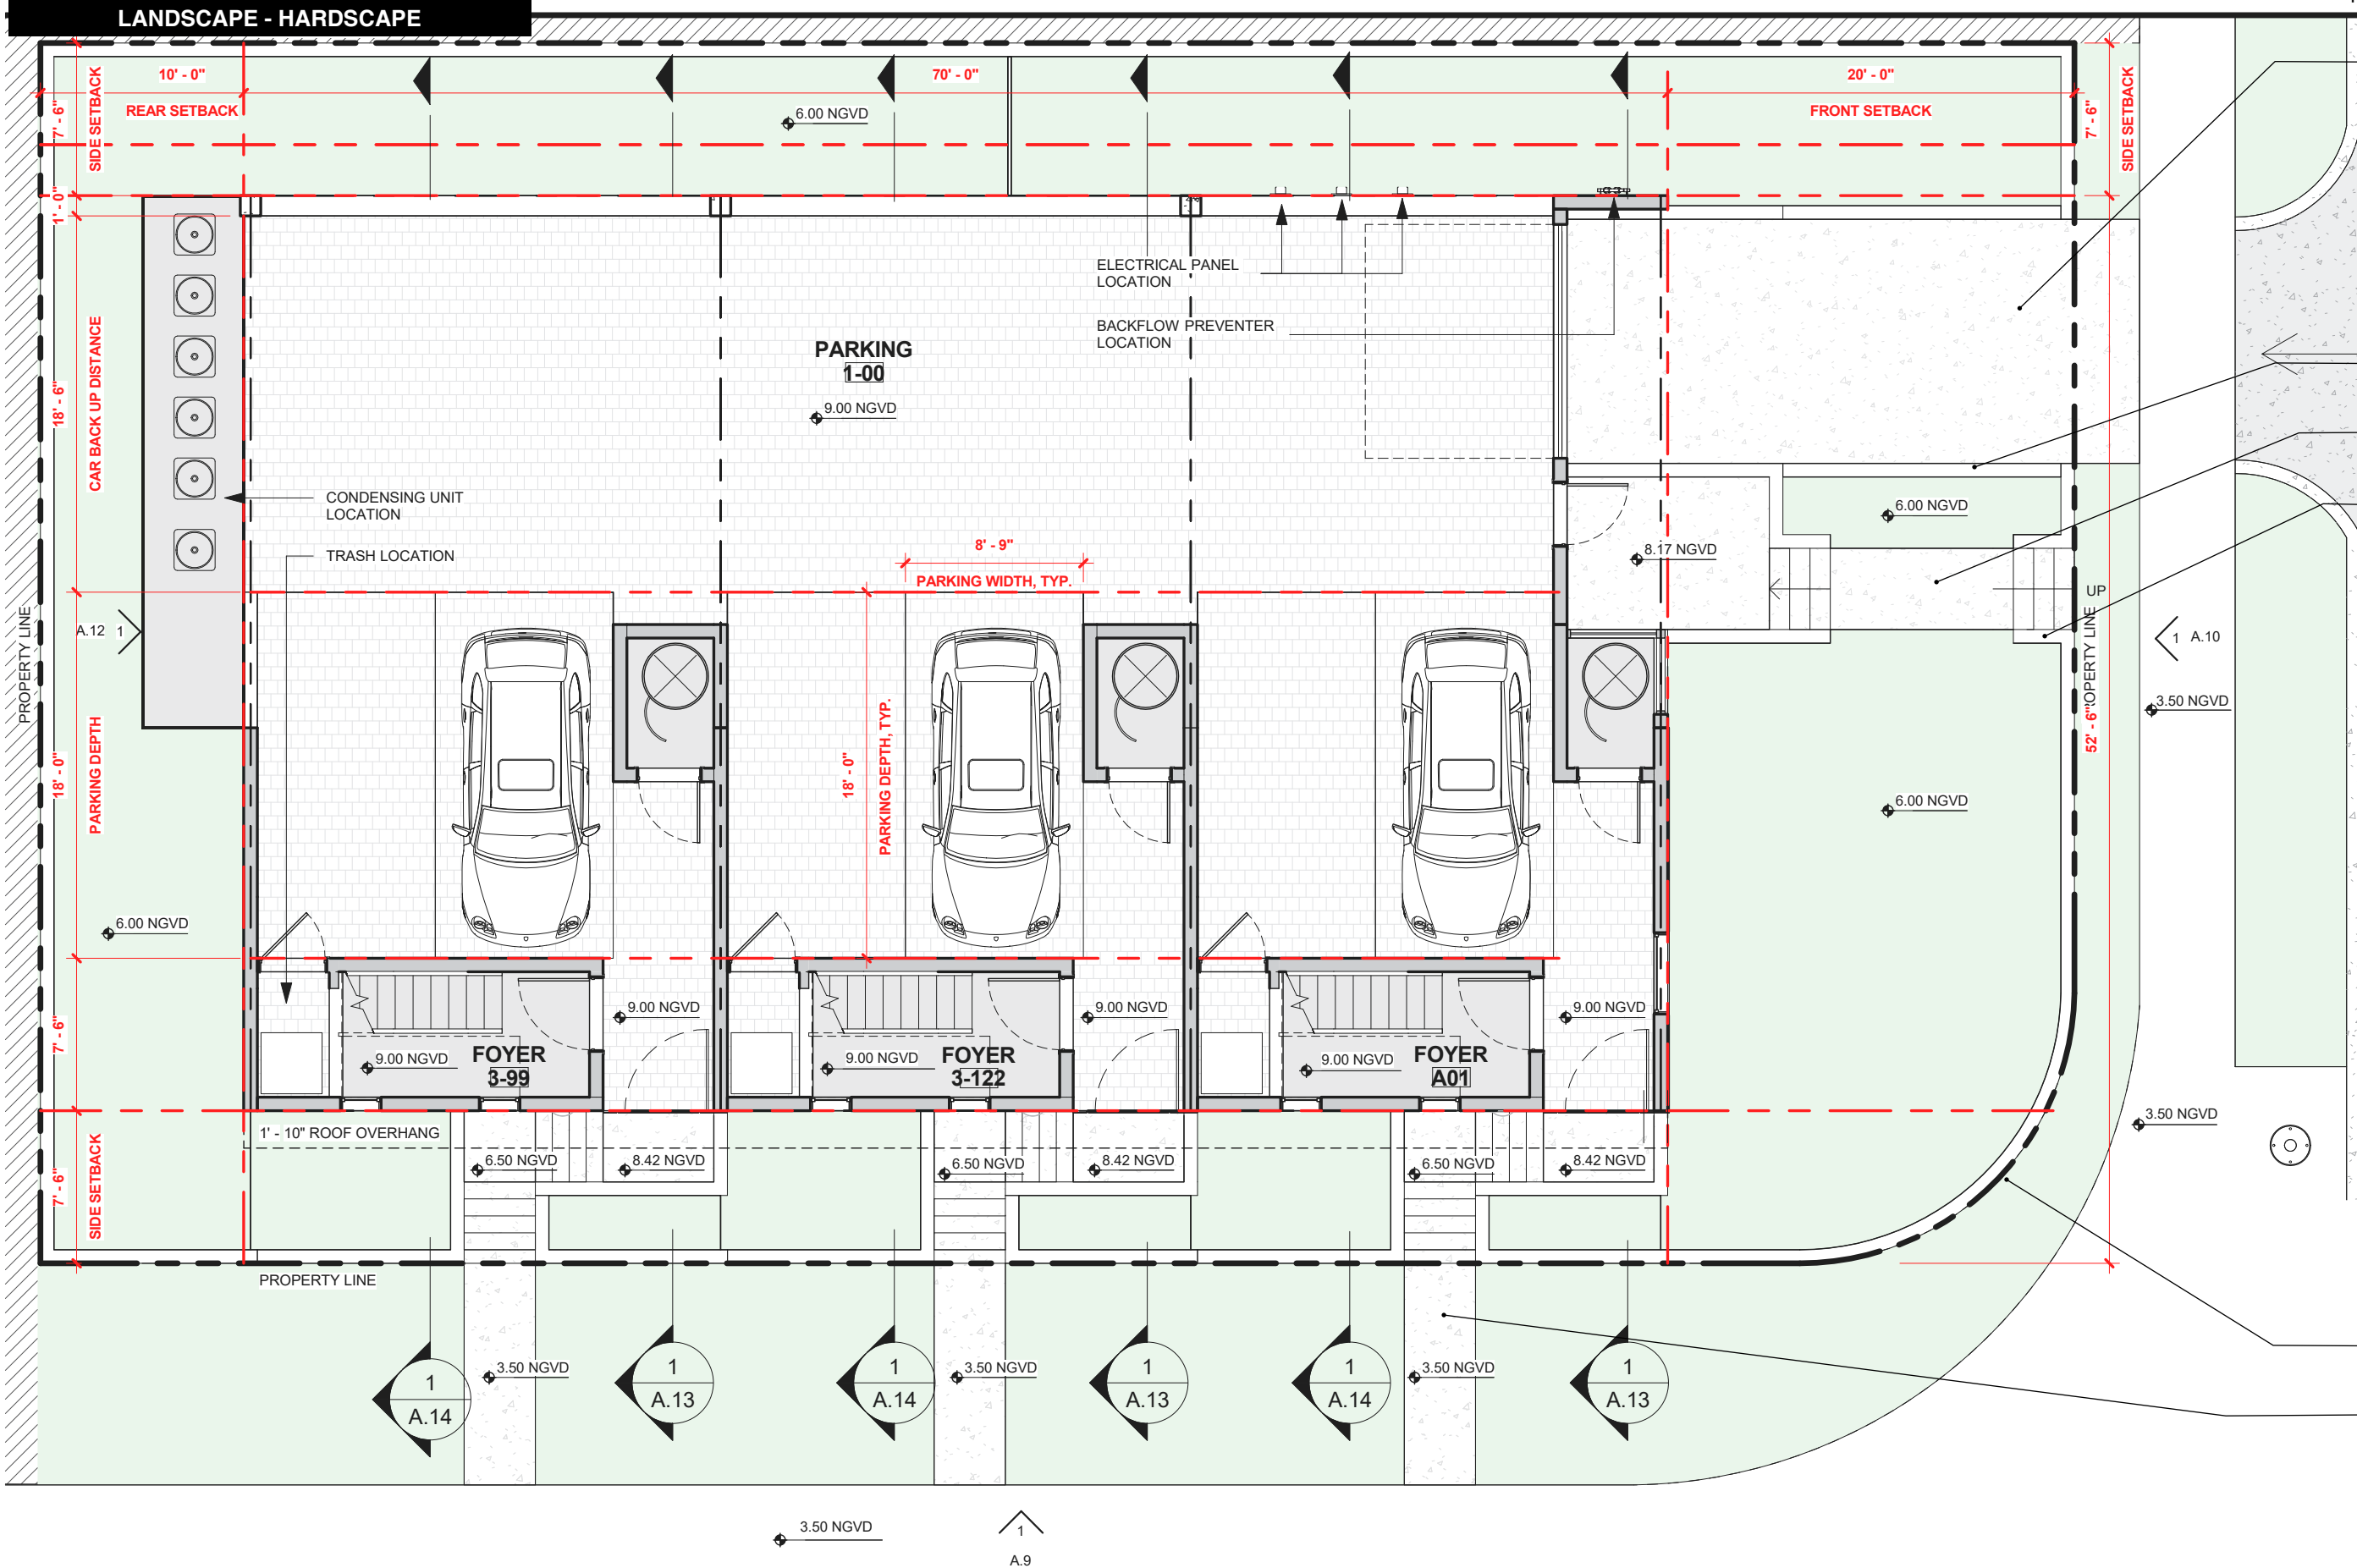 LANDSCAPE - HARDSCAPE
10' - 0"
70' - 0"
20' - 0"
REAR SETBACK
FRONT SETBACK
7' - 6"
SIDE SETBACK
7' - 6"
SIDE SETBACK
6.00 NGVD
1' - 0"
ELECTRICAL PANEL
LOCATION
BACKFLOW PREVENTER
LOCATION
PARKING
1-00
9.00 NGVD
18' - 6"
CAR BACK UP DISTANCE
CONDENSING UNIT
LOCATION
TRASH LOCATION
8' - 9"
PARKING WIDTH, TYP.
6.00 NGVD
8.17 NGVD
UP
PROPERTY LINE
A.12
1
PROPERTY LINE
1
A.10
3.50 NGVD
52' - 6"
18' - 0"
PARKING DEPTH
18' - 0"
PARKING DEPTH, TYP.
6.00 NGVD
6.00 NGVD
7' - 6"
9.00 NGVD
9.00 NGVD
9.00 NGVD
9.00 NGVD
FOYER
3-99
9.00 NGVD
FOYER
3-122
9.00 NGVD
FOYER
A01
3.50 NGVD
1' - 10" ROOF OVERHANG
7' - 6"
SIDE SETBACK
6.50 NGVD
8.42 NGVD
6.50 NGVD
8.42 NGVD
6.50 NGVD
8.42 NGVD
PROPERTY LINE
1
A.14
3.50 NGVD
1
A.13
1
A.14
3.50 NGVD
1
A.13
1
A.14
3.50 NGVD
1
A.13
3.50 NGVD
1
A.9